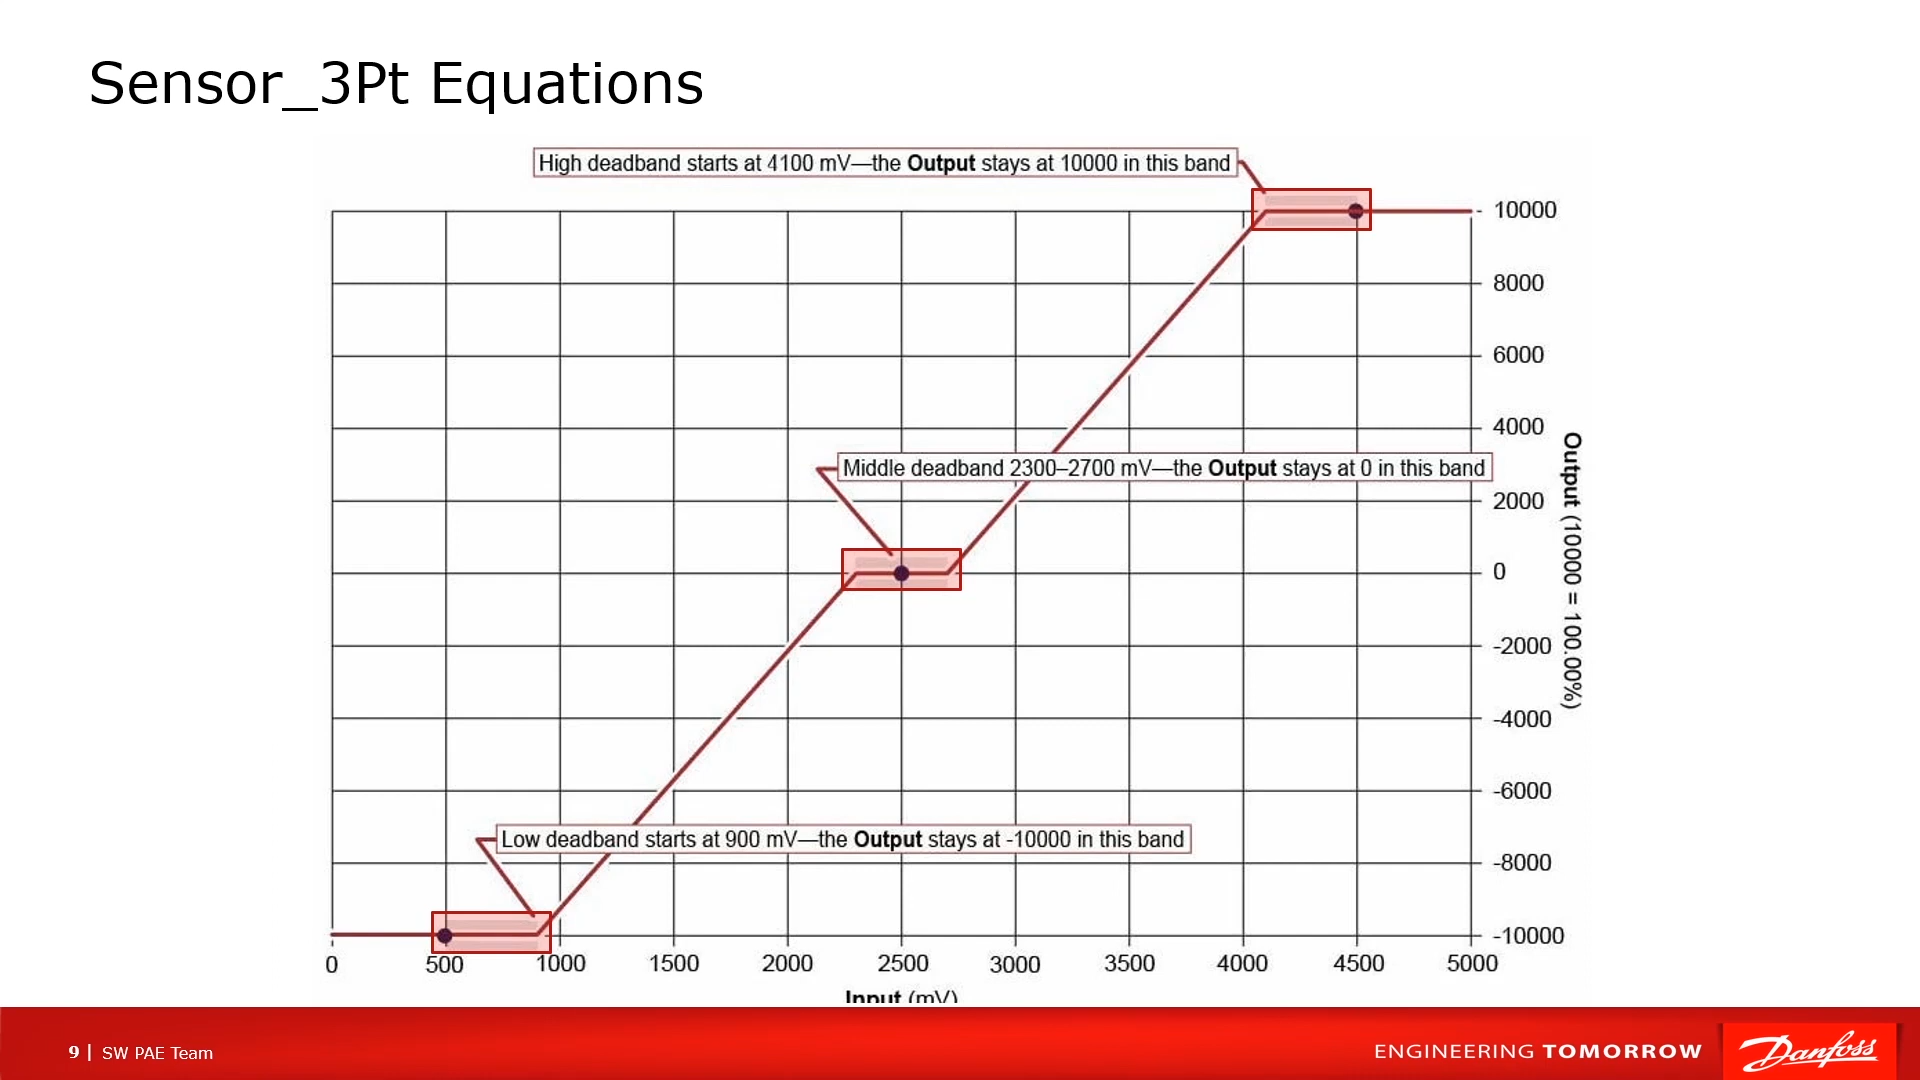 Sensor_3Pt Equations
High deadband starts at 4100 mV—the Output stays at 10000 in this band
10000
8000
6000
4000
Middle deadband 2300–2700 mV—the Output stays at 0 in this band
2000
0
-2000
-4000
-6000
Low deadband starts at 900 mV—the Output stays at -10000 in this band
-8000
-10000
Output (10000 = 100.00%)
0 500 1000 1500 2000 2500 3000 3500 4000 4500 5000
Input (mV)
9 | SW PAE Team
ENGINEERING TOMORROW
Danfoss